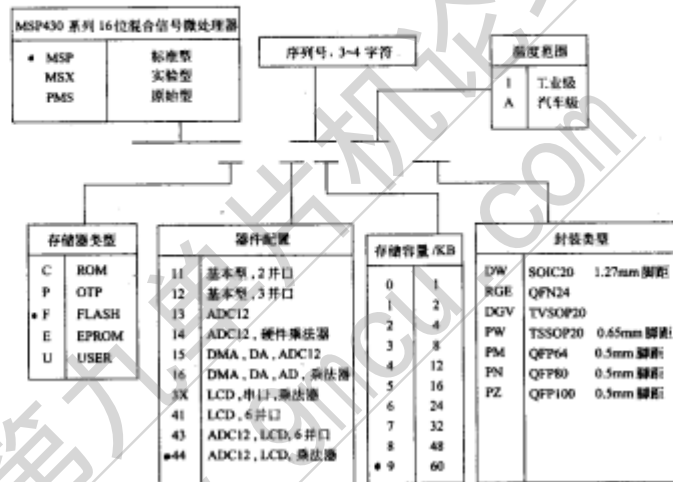 MSP430 系列 16位混合信号微处理器
• MSP 标准型
MSX 实验型
PMS 原始型
序列号，3~4 字符
温度范围
I 工业级
A 汽车级
存储器类型
C ROM
P OTP
• F FLASH
E EPROM
U USER
器件配置
11 基本型，2并口
12 基本型，3并口
13 ADC12
14 ADC12，硬件乘法器
15 DMA，DA，ADC12
16 DMA，DA，AD，乘法器
3X LCD，串口，乘法器
41 LCD，6并口
43 ADC12，LCD，6并口
•44 ADC12，LCD，乘法器
存储容量/KB
0 1
1 2
2 4
3 8
4 12
5 16
6 24
7 32
8 48
• 9 60
封装类型
DW SOIC20 1.27mm 脚距
RGE QFN24
DGV TVSOP20
PW TSSOP20 0.65mm 脚距
PM QFP64 0.5mm 脚距
PN QFP80 0.5mm 脚距
PZ QFP100 0.5mm 脚距
第九单片机论坛
9mcu.com